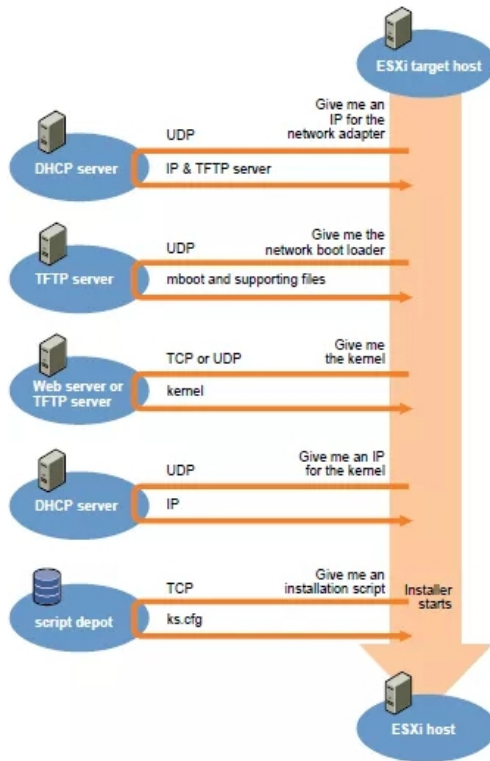 ESXi target host
Give me an
IP for the
network adapter
UDP
DHCP server
IP & TFTP server
Give me the
network boot loader
UDP
TFTP server
mboot and supporting files
Give me
the kernel
TCP or UDP
Web server or
TFTP server
kernel
Give me an IP
for the kernel
UDP
DHCP server
IP
Give me an
installation script
TCP
Installer
starts
script depot
ks.cfg
ESXi host